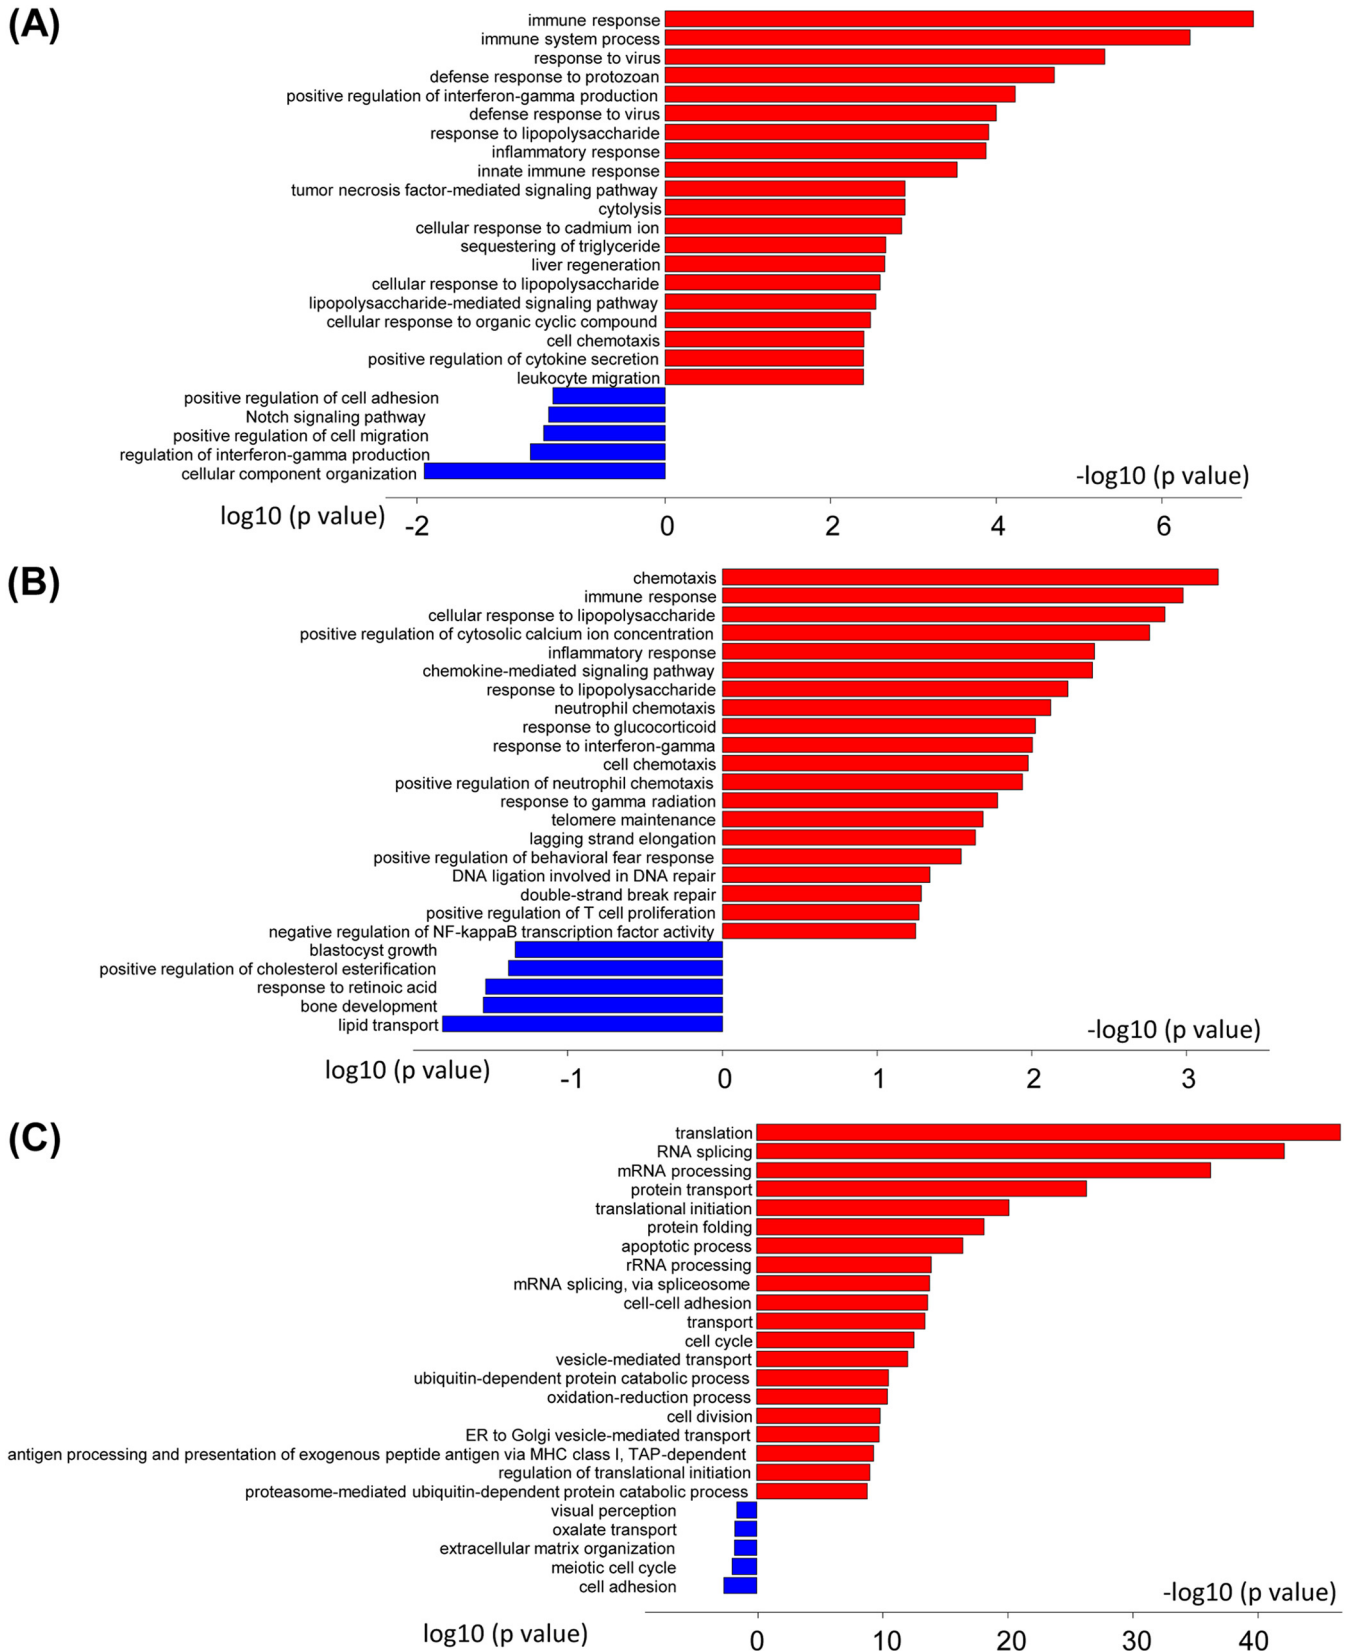 (A)
immune response
immune system process
response to virus
defense response to protozoan
positive regulation of interferon-gamma production
defense response to virus
response to lipopolysaccharide
inflammatory response
innate immune response
tumor necrosis factor-mediated signaling pathway
cytolysis
cellular response to cadmium ion
sequestering of triglyceride
liver regeneration
cellular response to lipopolysaccharide
lipopolysaccharide-mediated signaling pathway
cellular response to organic cyclic compound
cell chemotaxis
positive regulation of cytokine secretion
leukocyte migration
positive regulation of cell adhesion
Notch signaling pathway
positive regulation of cell migration
regulation of interferon-gamma production
cellular component organization
-log10 (p value)
log10 (p value)
-2 0 2 4 6
(B)
chemotaxis
immune response
cellular response to lipopolysaccharide
positive regulation of cytosolic calcium ion concentration
inflammatory response
chemokine-mediated signaling pathway
response to lipopolysaccharide
neutrophil chemotaxis
response to glucocorticoid
response to interferon-gamma
cell chemotaxis
positive regulation of neutrophil chemotaxis
response to gamma radiation
telomere maintenance
lagging strand elongation
positive regulation of behavioral fear response
DNA ligation involved in DNA repair
double-strand break repair
positive regulation of T cell proliferation
negative regulation of NF-kappaB transcription factor activity
blastocyst growth
positive regulation of cholesterol esterification
response to retinoic acid
bone development
lipid transport
-log10 (p value)
log10 (p value)
-1 0 1 2 3
(C)
translation
RNA splicing
mRNA processing
protein transport
translational initiation
protein folding
apoptotic process
rRNA processing
mRNA splicing, via spliceosome
cell-cell adhesion
transport
cell cycle
vesicle-mediated transport
ubiquitin-dependent protein catabolic process
oxidation-reduction process
cell division
ER to Golgi vesicle-mediated transport
antigen processing and presentation of exogenous peptide antigen via MHC class I, TAP-dependent
regulation of translational initiation
proteasome-mediated ubiquitin-dependent protein catabolic process
visual perception
oxalate transport
extracellular matrix organization
meiotic cell cycle
cell adhesion
-log10 (p value)
log10 (p value)
0 10 20 30 40